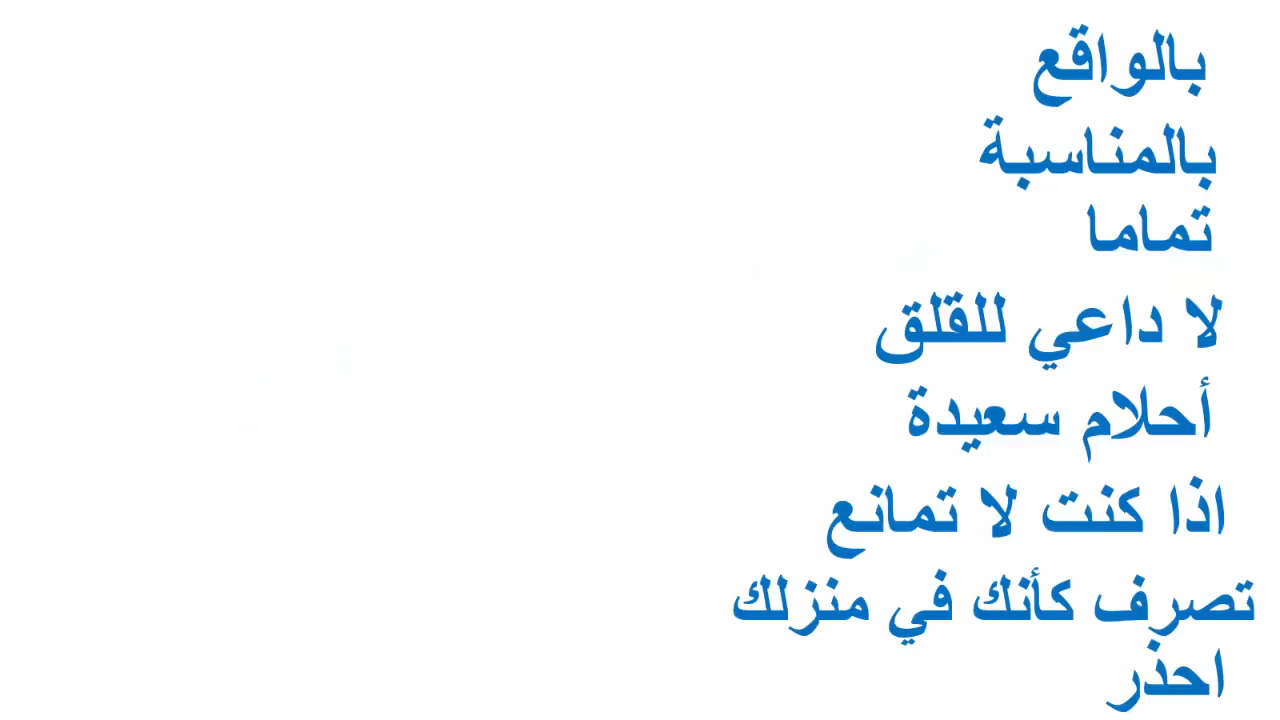 بالواقع
بالمناسبة
تماما
لا داعي للقلق
أحلام سعيدة
اذا كنت لا تمانع
تصرف كأنك في منزلك
احذر